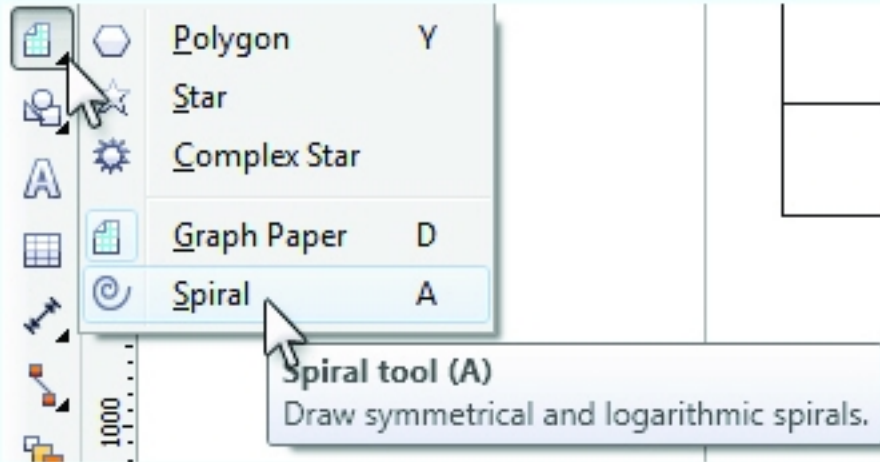 Polygon Y
Star
Complex Star
Graph Paper D
Spiral A
Spiral tool (A)
Draw symmetrical and logarithmic spirals.
1000